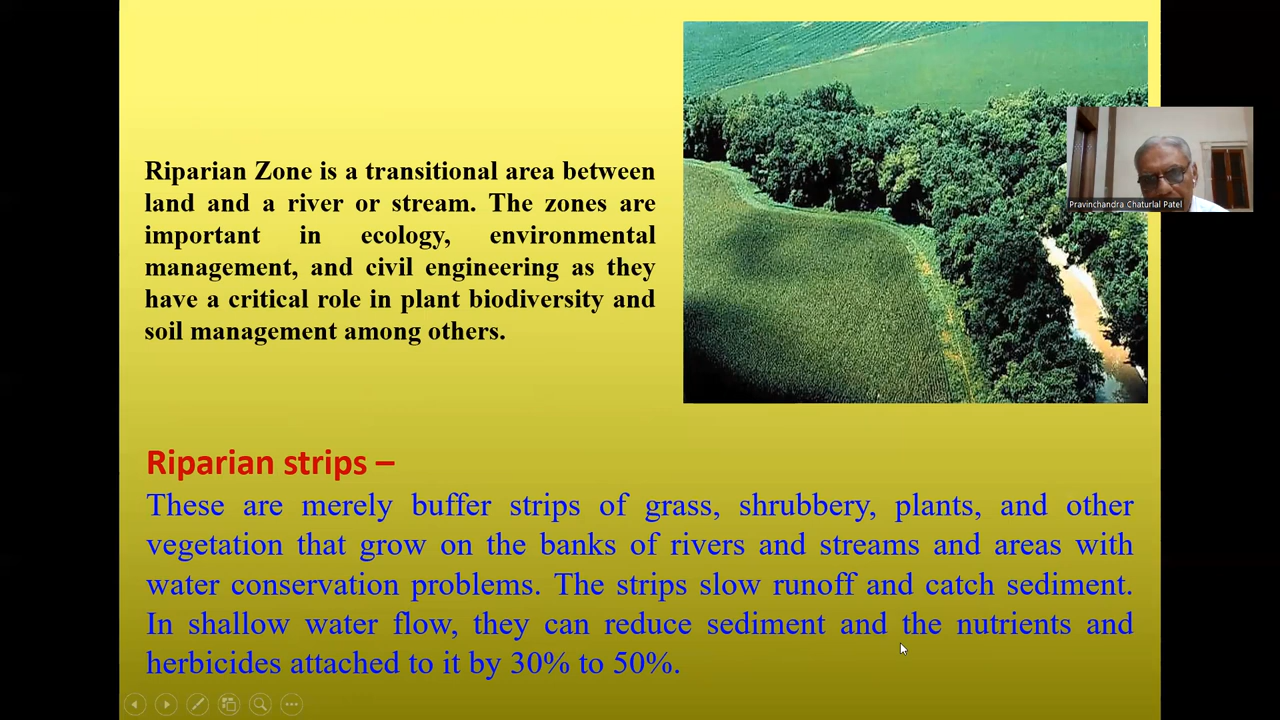 Riparian Zone is a transitional area between
land and a river or stream. The zones are
important in ecology, environmental
management, and civil engineering as they
have a critical role in plant biodiversity and
soil management among others.
Pravinchandra Chaturlal Patel
Riparian strips –
These are merely buffer strips of grass, shrubbery, plants, and other
vegetation that grow on the banks of rivers and streams and areas with
water conservation problems. The strips slow runoff and catch sediment.
In shallow water flow, they can reduce sediment and the nutrients and
herbicides attached to it by 30% to 50%.